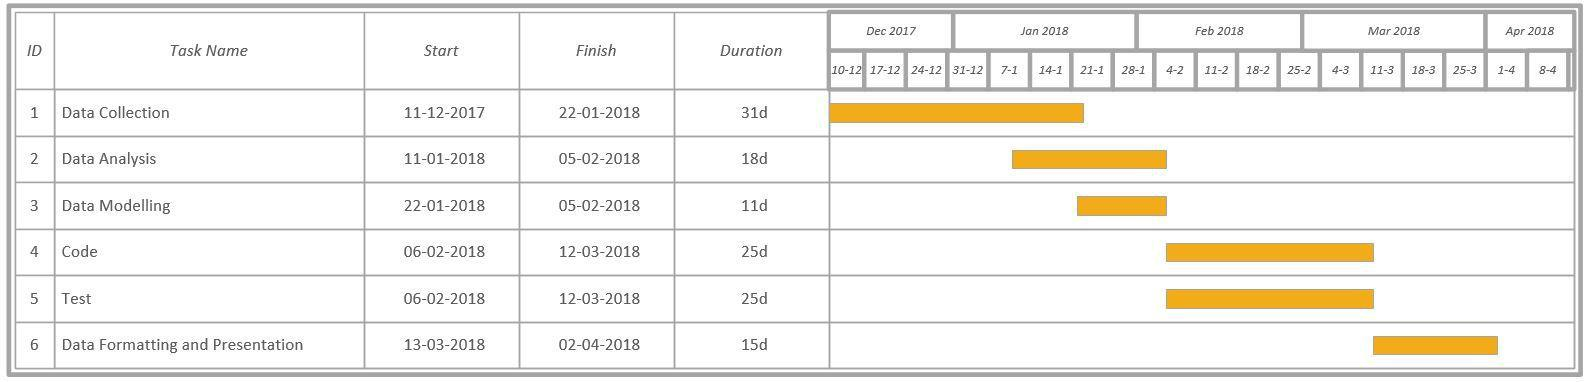 ID Task Name Start Finish Duration Dec 2017 Jan 2018 Feb 2018 Mar 2018 Apr 2018
10-12 17-12 24-12 31-12 7-1 14-1 21-1 28-1 4-2 11-2 18-2 25-2 4-3 11-3 18-3 25-3 1-4 8-4
1 Data Collection 11-12-2017 22-01-2018 31d
2 Data Analysis 11-01-2018 05-02-2018 18d
3 Data Modelling 22-01-2018 05-02-2018 11d
4 Code 06-02-2018 12-03-2018 25d
5 Test 06-02-2018 12-03-2018 25d
6 Data Formatting and Presentation 13-03-2018 02-04-2018 15d